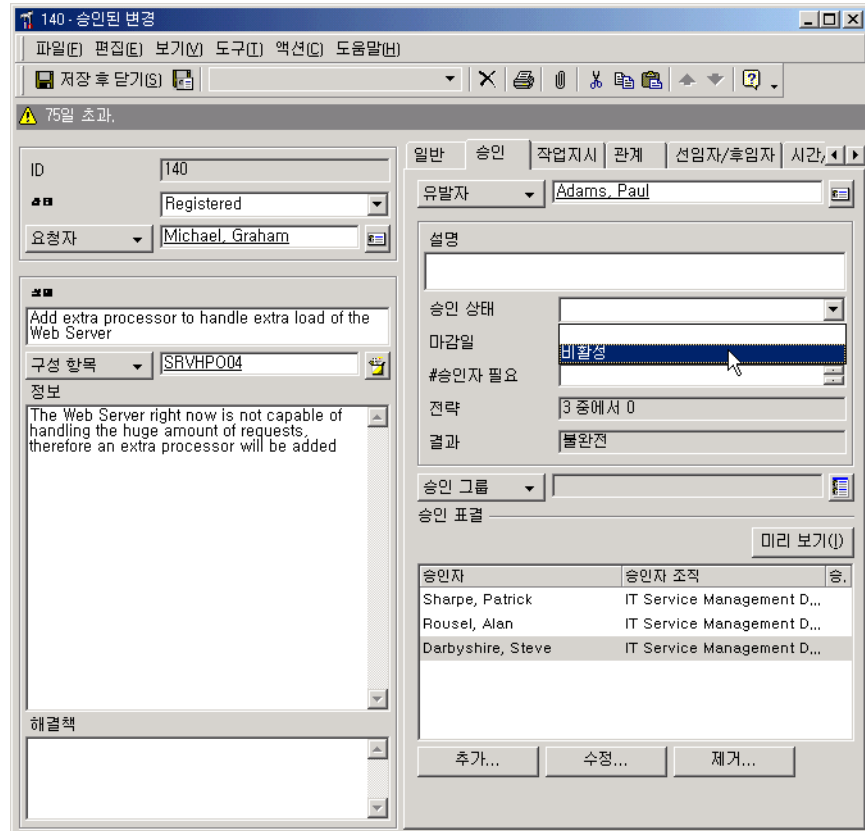 140 - 승인된 변경
파일(F) 편집(E) 보기(V) 도구(T) 액션(C) 도움말(H)
저장 후 닫기(S)
75일 초과.
ID
140
Registered
요청자
Michael, Graham
Add extra processor to handle extra load of the
Web Server
구성 항목
SRVHPO04
정보
The Web Server right now is not capable of
handling the huge amount of requests,
therefore an extra processor will be added
해결책
일반 승인 작업지시 관계 선임자/후임자 시간/
유발자
Adams, Paul
설명
승인 상태
마감일
비활성
#승인자 필요
전략
3 중에서 0
결과
불완전
승인 그룹
승인 표결
미리 보기(I)
승인자 승인자 조직 승.
Sharpe, Patrick IT Service Management D...
Rousel, Alan IT Service Management D...
Darbyshire, Steve IT Service Management D...
추가... 수정... 제거...